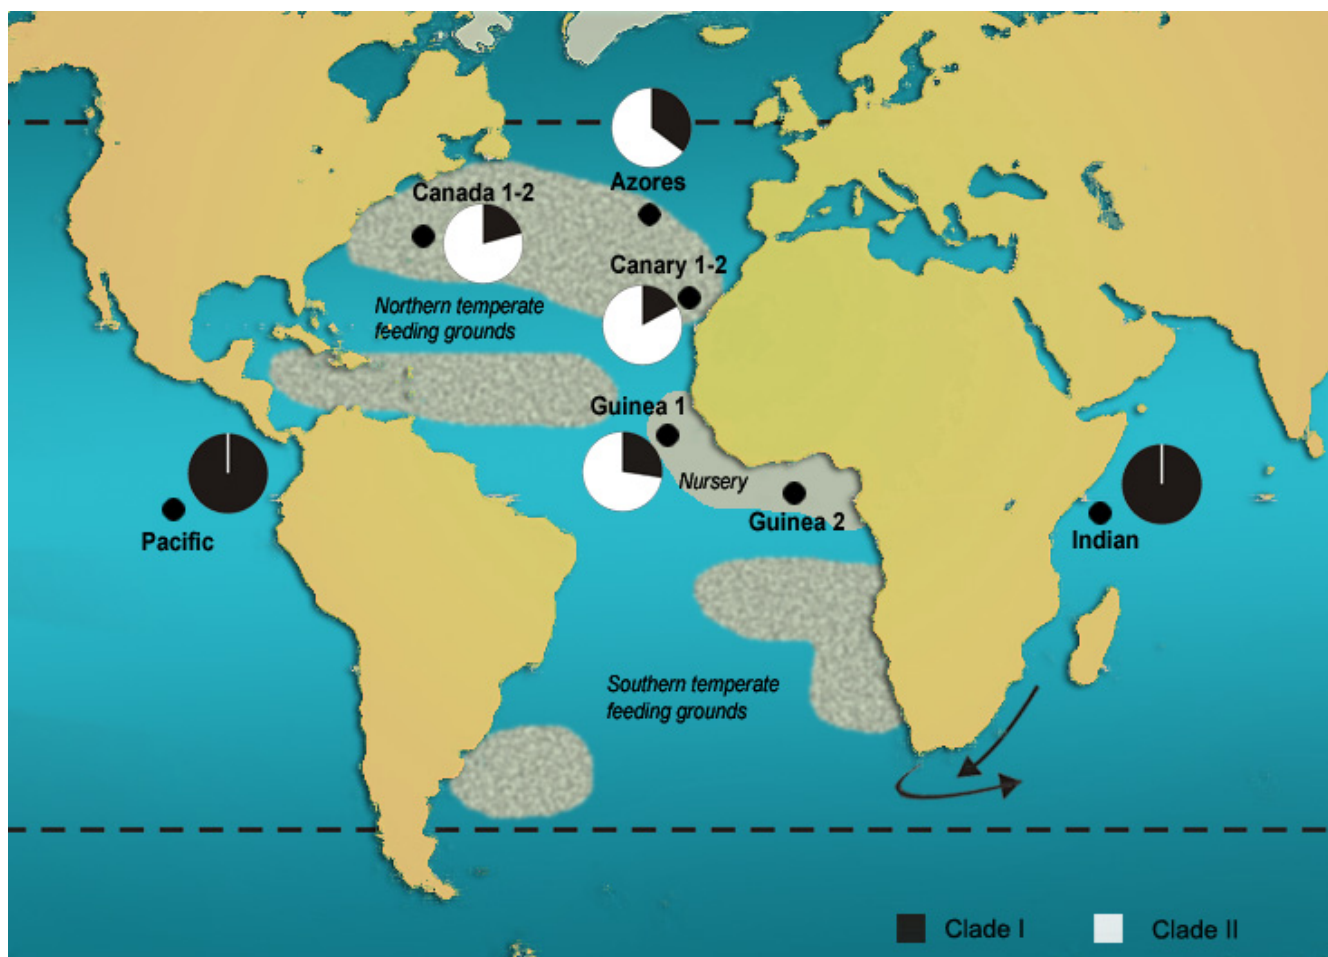 Azores
Canada 1-2
Canary 1-2
Northern temperate
feeding grounds
Guinea 1
Nursery
Guinea 2
Pacific
Indian
Southern temperate
feeding grounds
Clade I
Clade II